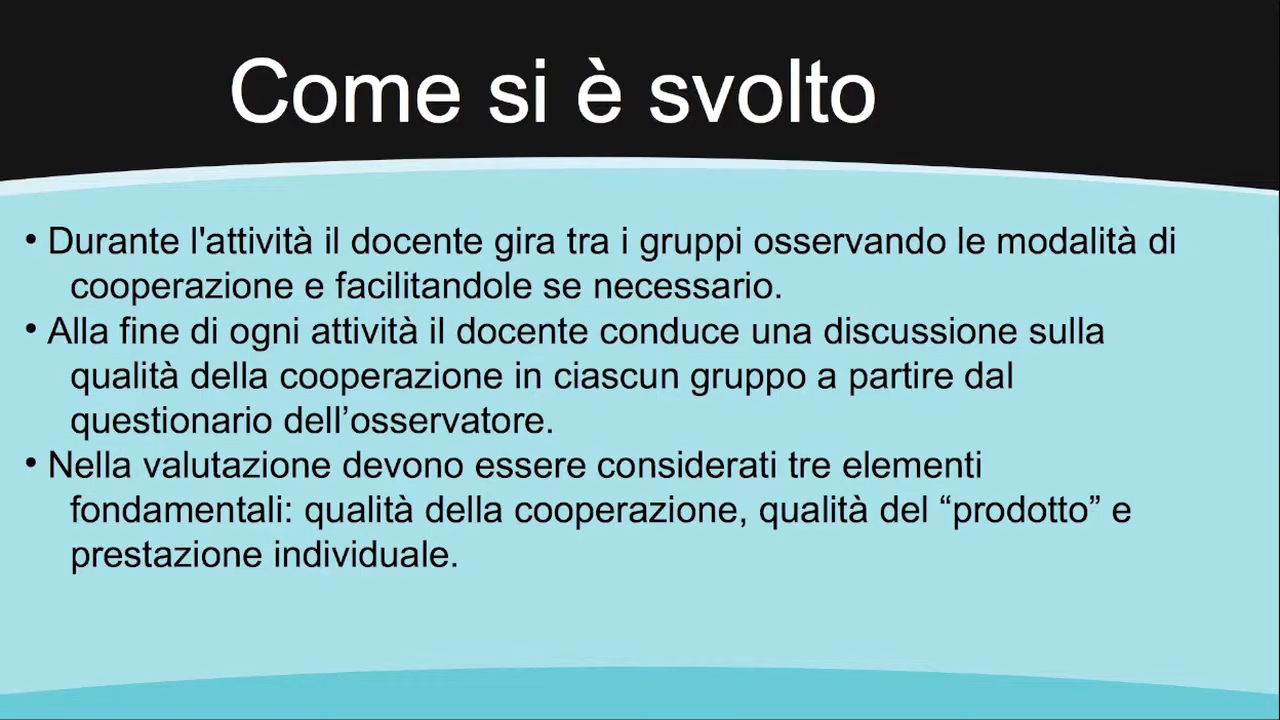 Come si è svolto
• Durante l'attività il docente gira tra i gruppi osservando le modalità di
cooperazione e facilitandole se necessario.
• Alla fine di ogni attività il docente conduce una discussione sulla
qualità della cooperazione in ciascun gruppo a partire dal
questionario dell’osservatore.
• Nella valutazione devono essere considerati tre elementi
fondamentali: qualità della cooperazione, qualità del “prodotto” e
prestazione individuale.